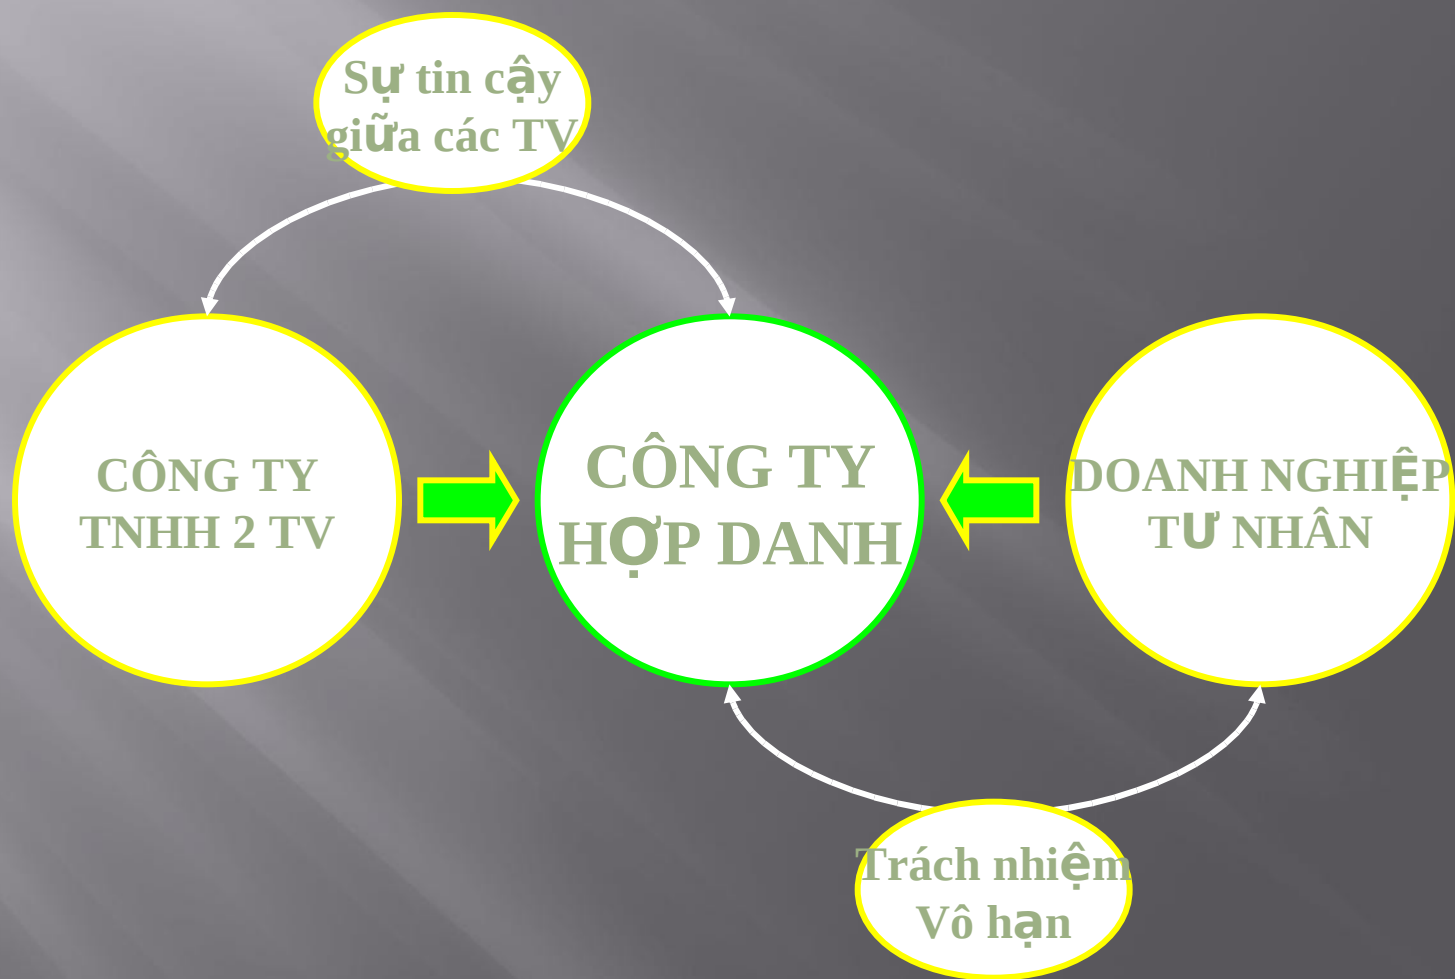 Sự tin cậy
giữa các TV
CÔNG TY
TNHH 2 TV
CÔNG TY
HỢP DANH
DOANH NGHIỆP
TƯ NHÂN
Trách nhiệm
Vô hạn